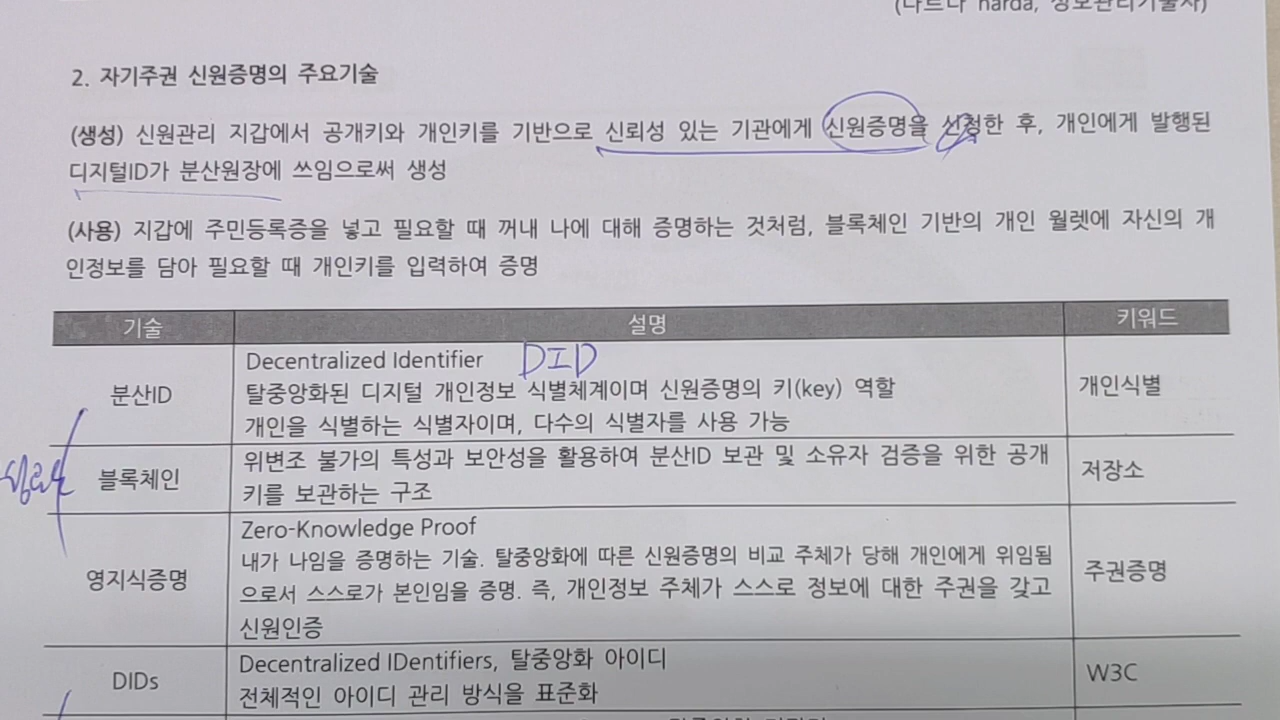 (나르다 narda, 정보관리기술사)
2. 자기주권 신원증명의 주요기술
(생성) 신원관리 지갑에서 공개키와 개인키를 기반으로 신뢰성 있는 기관에게 신원증명을 신청한 후, 개인에게 발행된
디지털ID가 분산원장에 쓰임으로써 생성
(사용) 지갑에 주민등록증을 넣고 필요할 때 꺼내 나에 대해 증명하는 것처럼, 블록체인 기반의 개인 월렛에 자신의 개
인정보를 담아 필요할 때 개인키를 입력하여 증명
기술 설명 키워드
Decentralized Identifier DID
분산ID 탈중앙화된 디지털 개인정보 식별체계이며 신원증명의 키(key) 역할 개인식별
개인을 식별하는 식별자이며, 다수의 식별자를 사용 가능
블록체인 위변조 불가의 특성과 보안성을 활용하여 분산ID 보관 및 소유자 검증을 위한 공개 저장소
키를 보관하는 구조
Zero-Knowledge Proof
영지식증명 내가 나임을 증명하는 기술. 탈중앙화에 따른 신원증명의 비교 주체가 당해 개인에게 위임됨 주권증명
으로서 스스로가 본인임을 증명. 즉, 개인정보 주체가 스스로 정보에 대한 주권을 갖고
신원인증
DIDs Decentralized IDentifiers, 탈중앙화 아이디 W3C
전체적인 아이디 관리 방식을 표준화